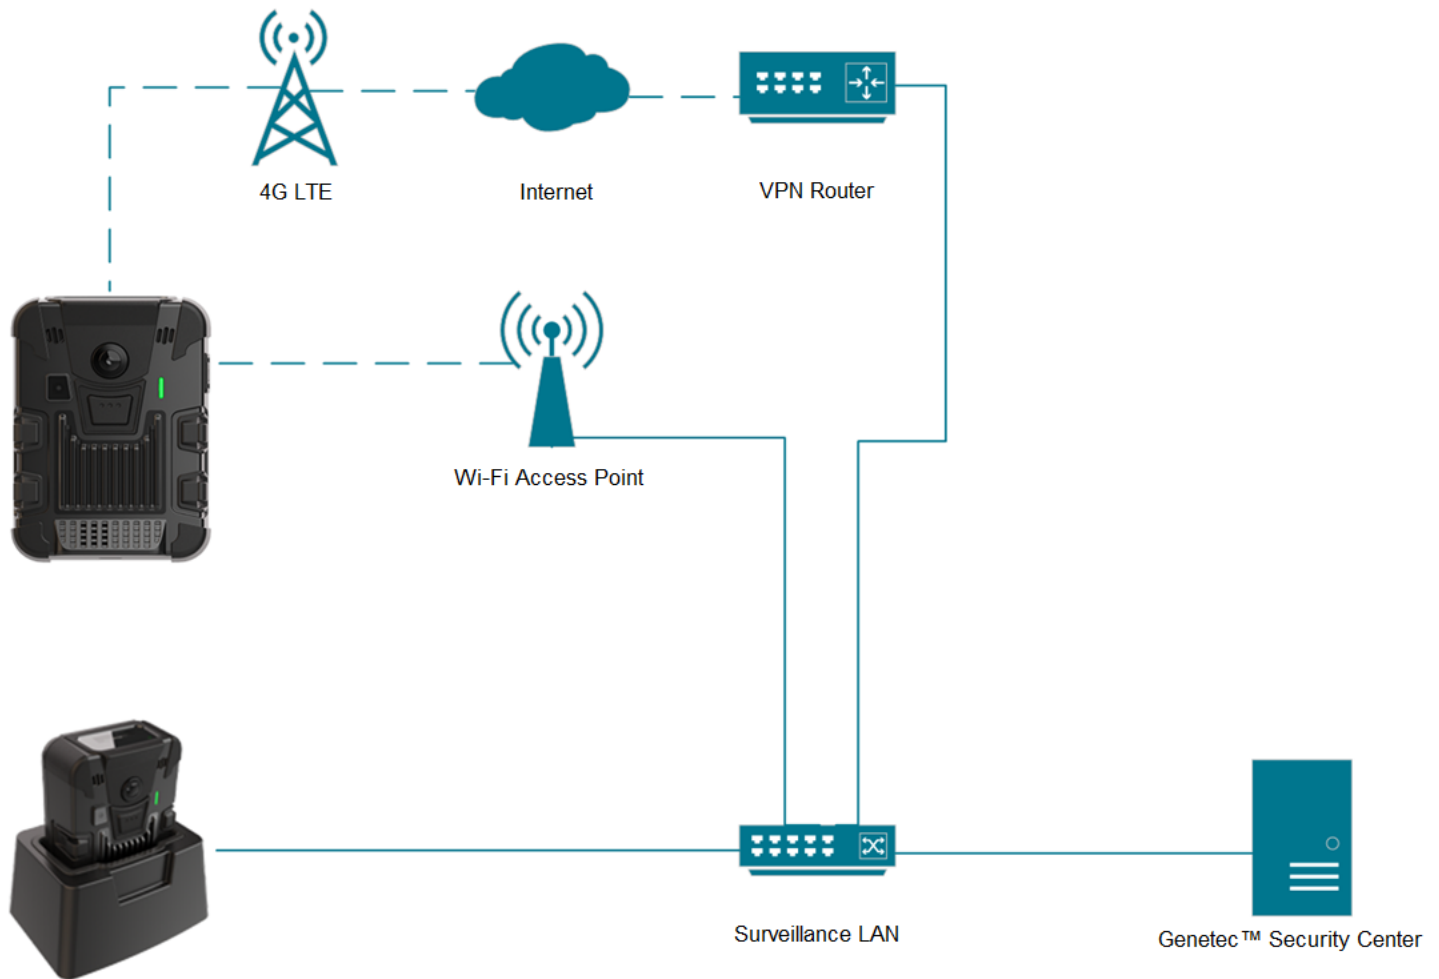 4G LTE
Internet
VPN Router
Wi-Fi Access Point
Surveillance LAN
Genetec™ Security Center